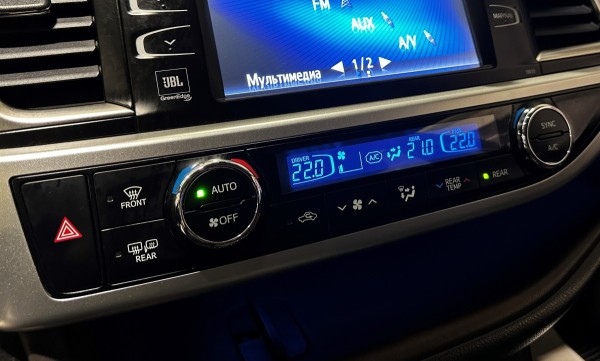 FM
AUX
A/V
Мультимедиа
1/2
JBL
GreenEdge
DRIVER
22.0
A/C
REAR
21.0
22.0
SYNC
A/C
FRONT
AUTO
OFF
REAR
REAR
TEMP
REAR